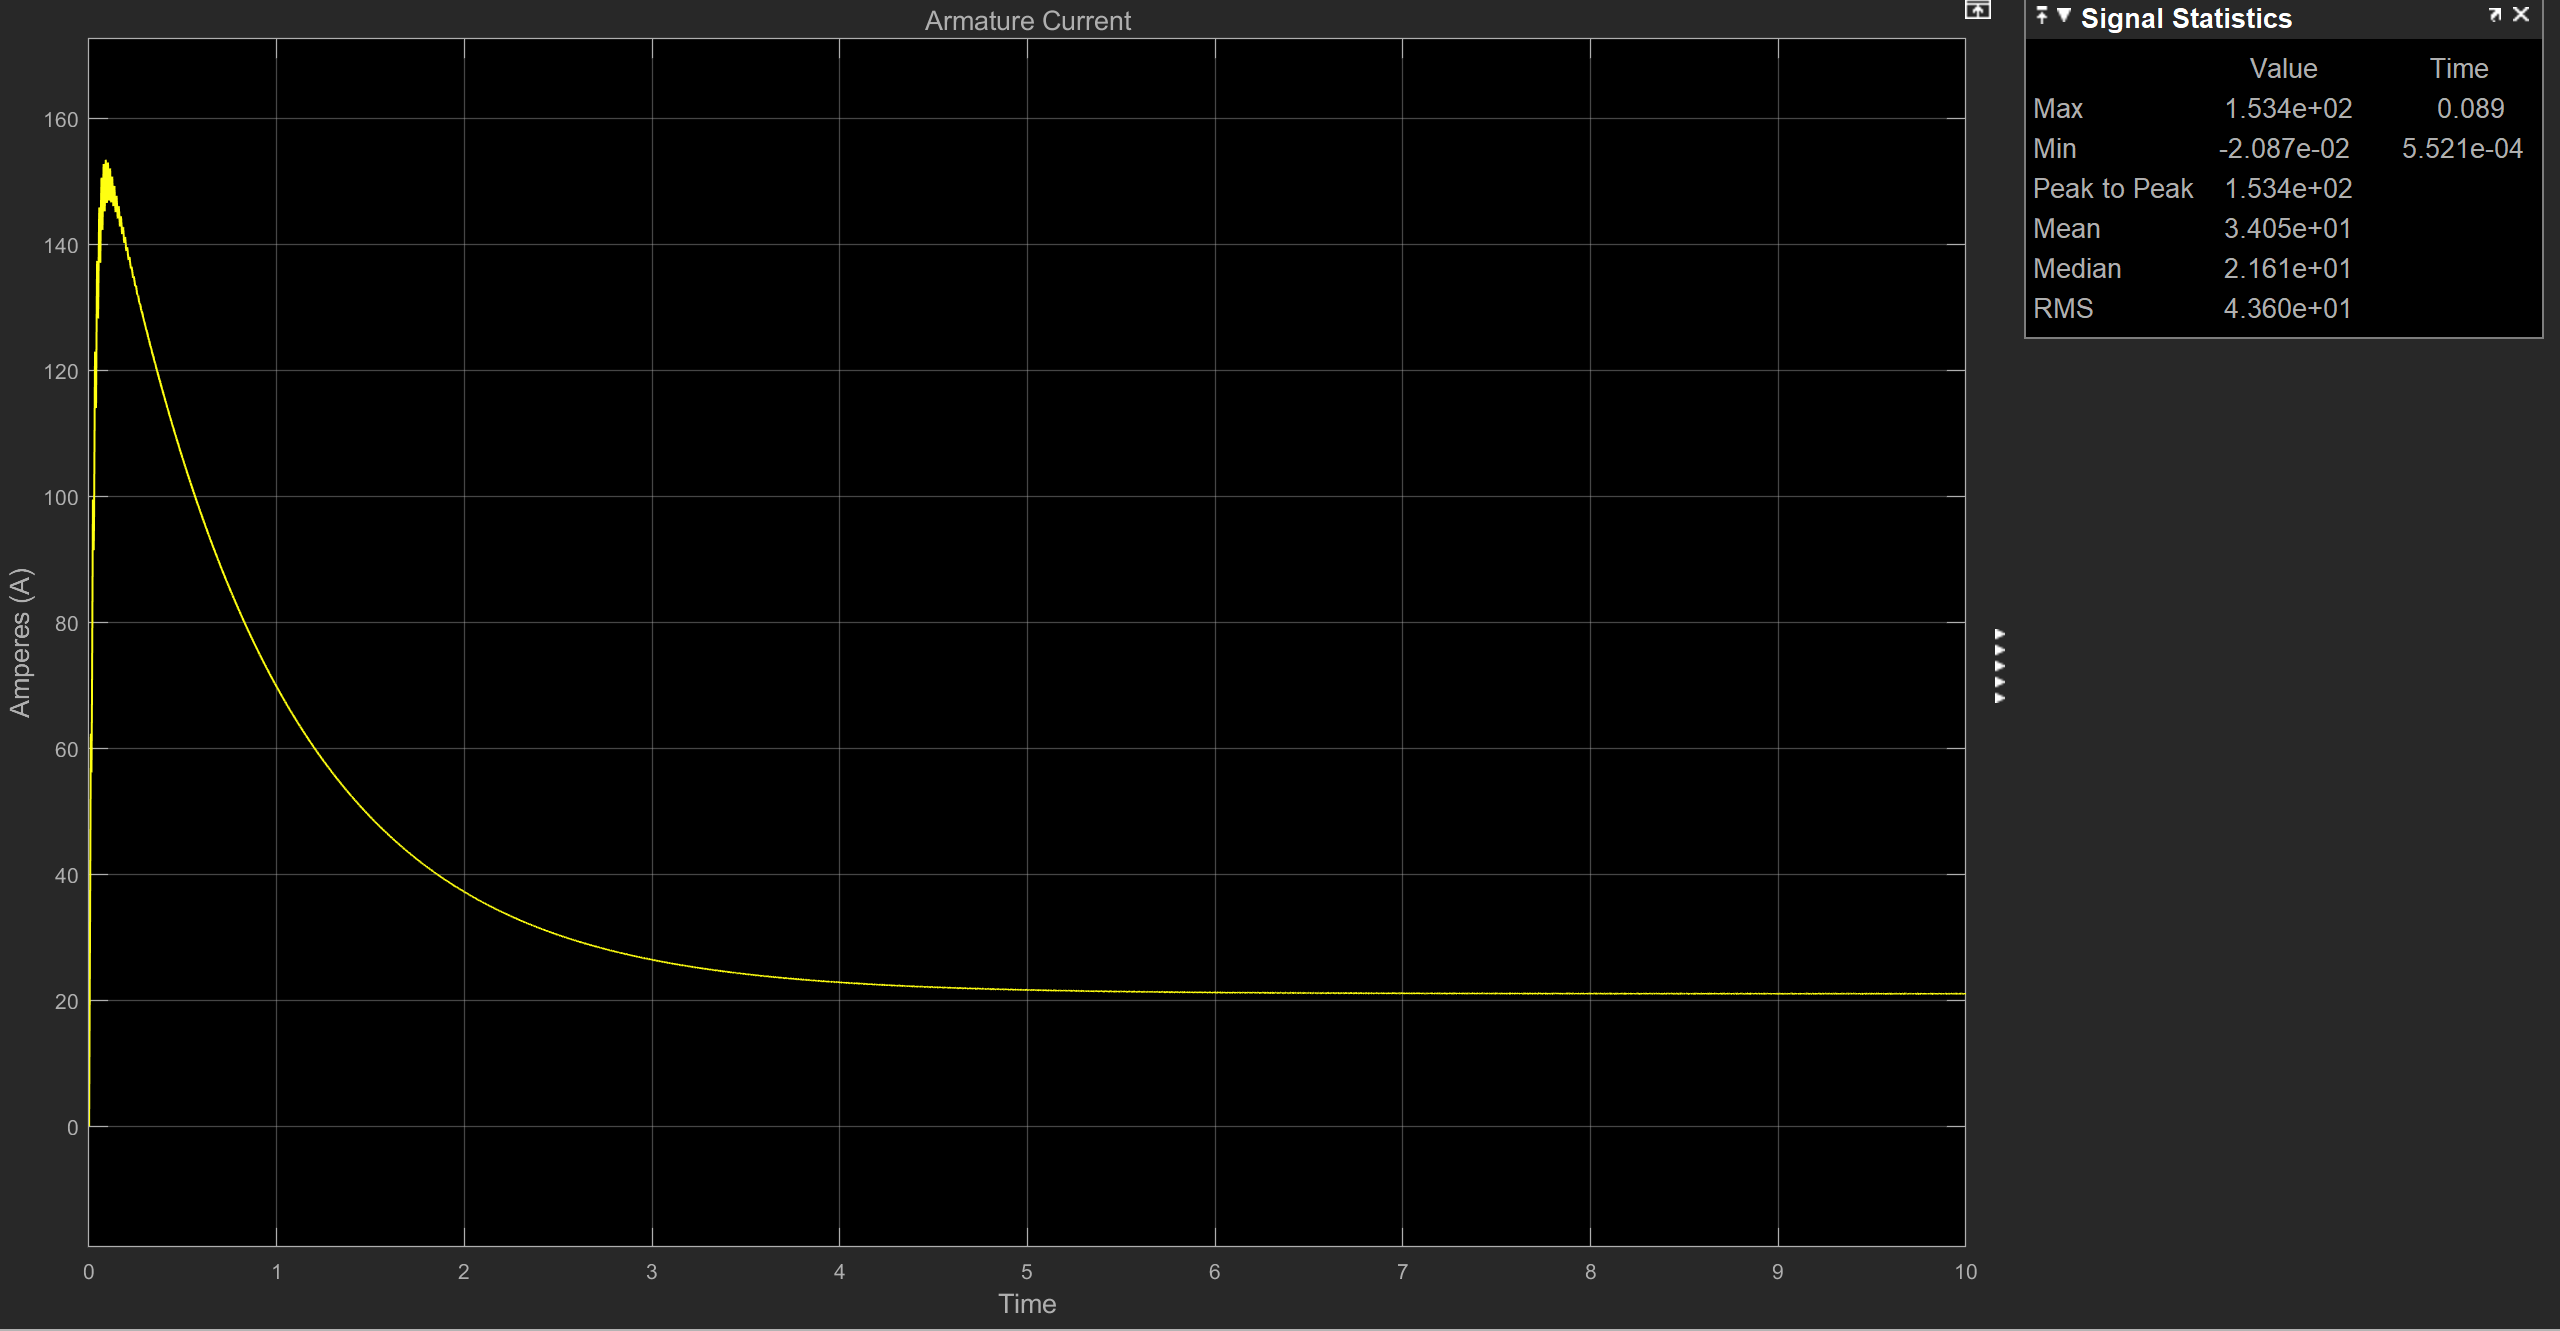 Armature Current
Amperes (A)
160
140
120
100
80
60
40
20
0
0 1 2 3 4 5 6 7 8 9 10
Time
Signal Statistics
Value Time
Max 1.534e+02 0.089
Min -2.087e-02 5.521e-04
Peak to Peak 1.534e+02
Mean 3.405e+01
Median 2.161e+01
RMS 4.360e+01